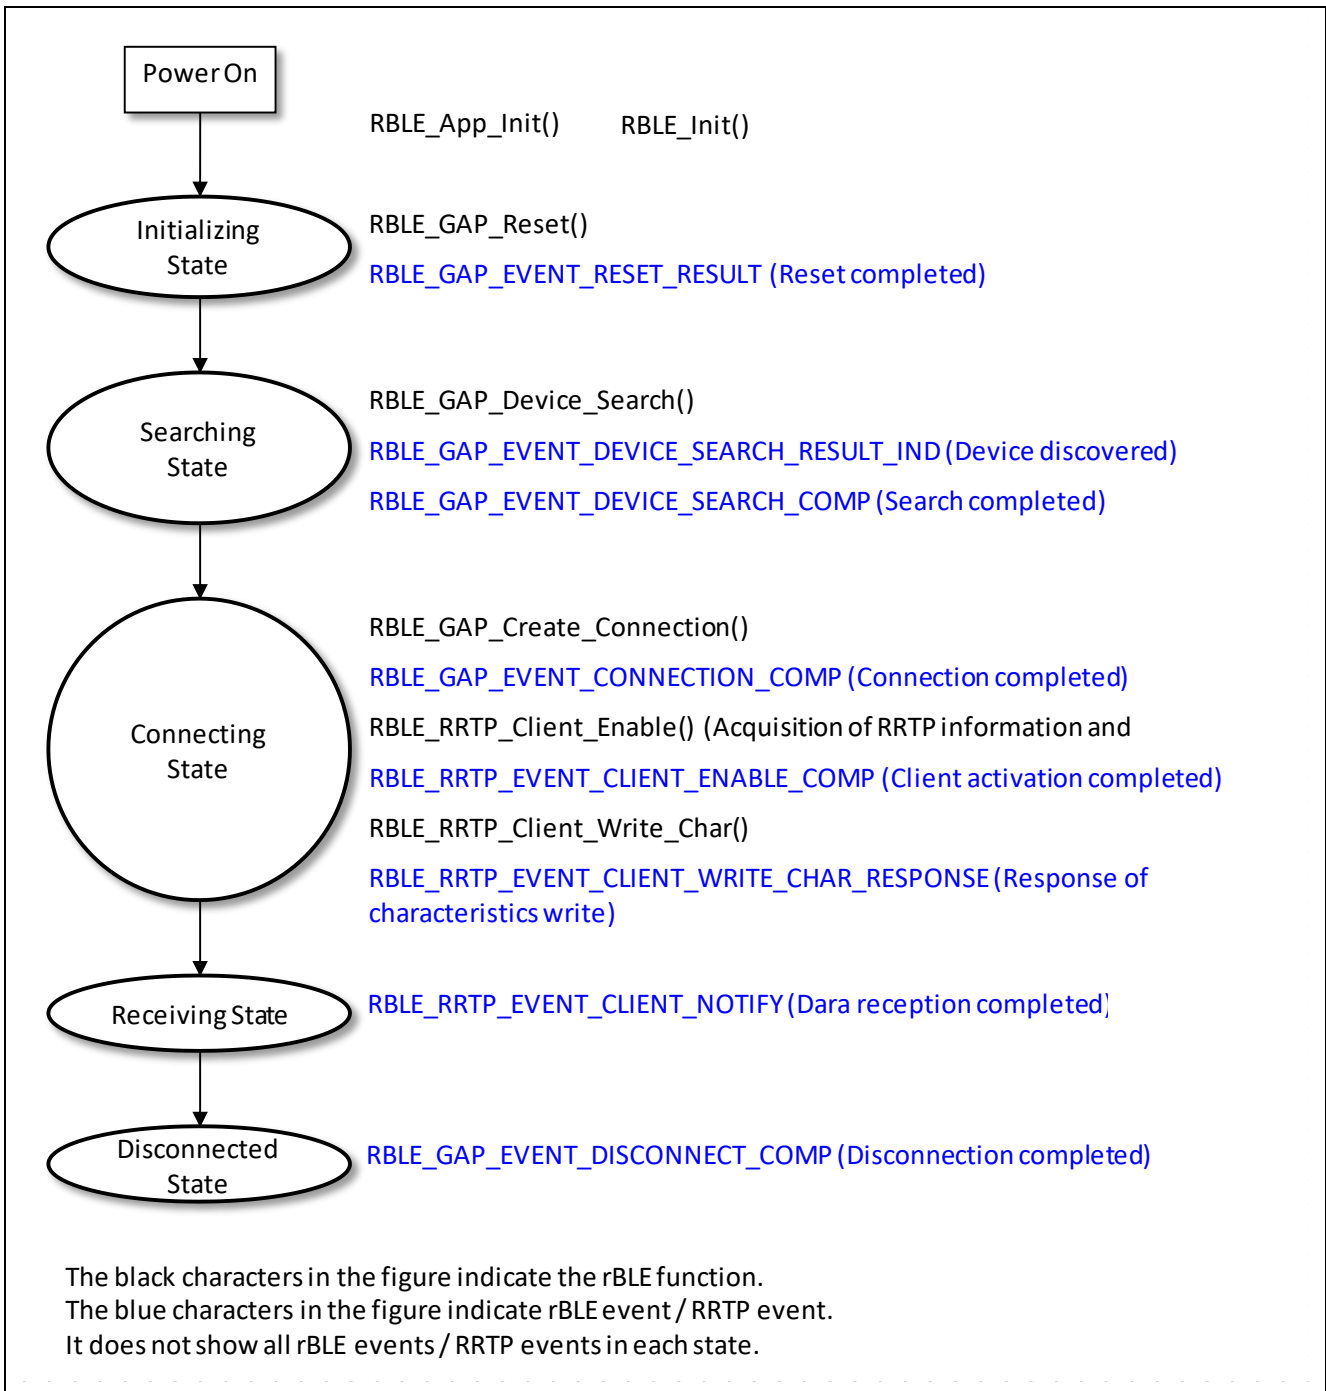 Power On
RBLE_App_Init() RBLE_Init()
Initializing
State
RBLE_GAP_Reset()
RBLE_GAP_EVENT_RESET_RESULT (Reset completed)
Searching
State
RBLE_GAP_Device_Search()
RBLE_GAP_EVENT_DEVICE_SEARCH_RESULT_IND (Device discovered)
RBLE_GAP_EVENT_DEVICE_SEARCH_COMP (Search completed)
Connecting
State
RBLE_GAP_Create_Connection()
RBLE_GAP_EVENT_CONNECTION_COMP (Connection completed)
RBLE_RRTP_Client_Enable() (Acquisition of RRTP information and
RBLE_RRTP_EVENT_CLIENT_ENABLE_COMP (Client activation completed)
RBLE_RRTP_Client_Write_Char()
RBLE_RRTP_EVENT_CLIENT_WRITE_CHAR_RESPONSE (Response of
characteristics write)
Receiving State
RBLE_RRTP_EVENT_CLIENT_NOTIFY (Dara reception completed)
Disconnected
State
RBLE_GAP_EVENT_DISCONNECT_COMP (Disconnection completed)
The black characters in the figure indicate the rBLE function.
The blue characters in the figure indicate rBLE event / RRTP event.
It does not show all rBLE events / RRTP events in each state.